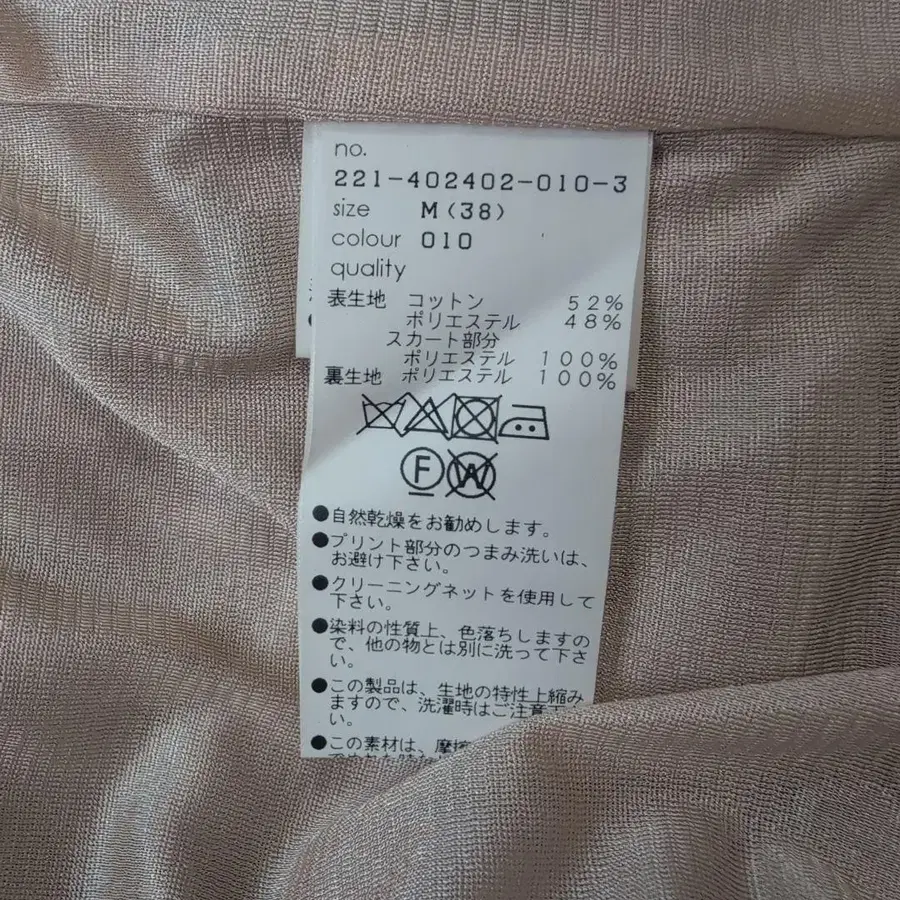 no.
221-402402-010-3
size M(38)
colour 010
quality
表生地 コットン 52%
ポリエステル 48%
スカート部分
ポリエステル 100%
裏生地 ポリエステル 100%
F W
●自然乾燥をお勧めします。
●プリント部分のつまみ洗いは、
お避け下さい。
●クリーニングネットを使用して
下さい。
●染料の性質上、色落ちしますの
で、他の物とは別に洗って下さ
い。
●この製品は、生地の特性上縮み
ますので、洗濯時はご注意下
い。
●この素材は、摩擦